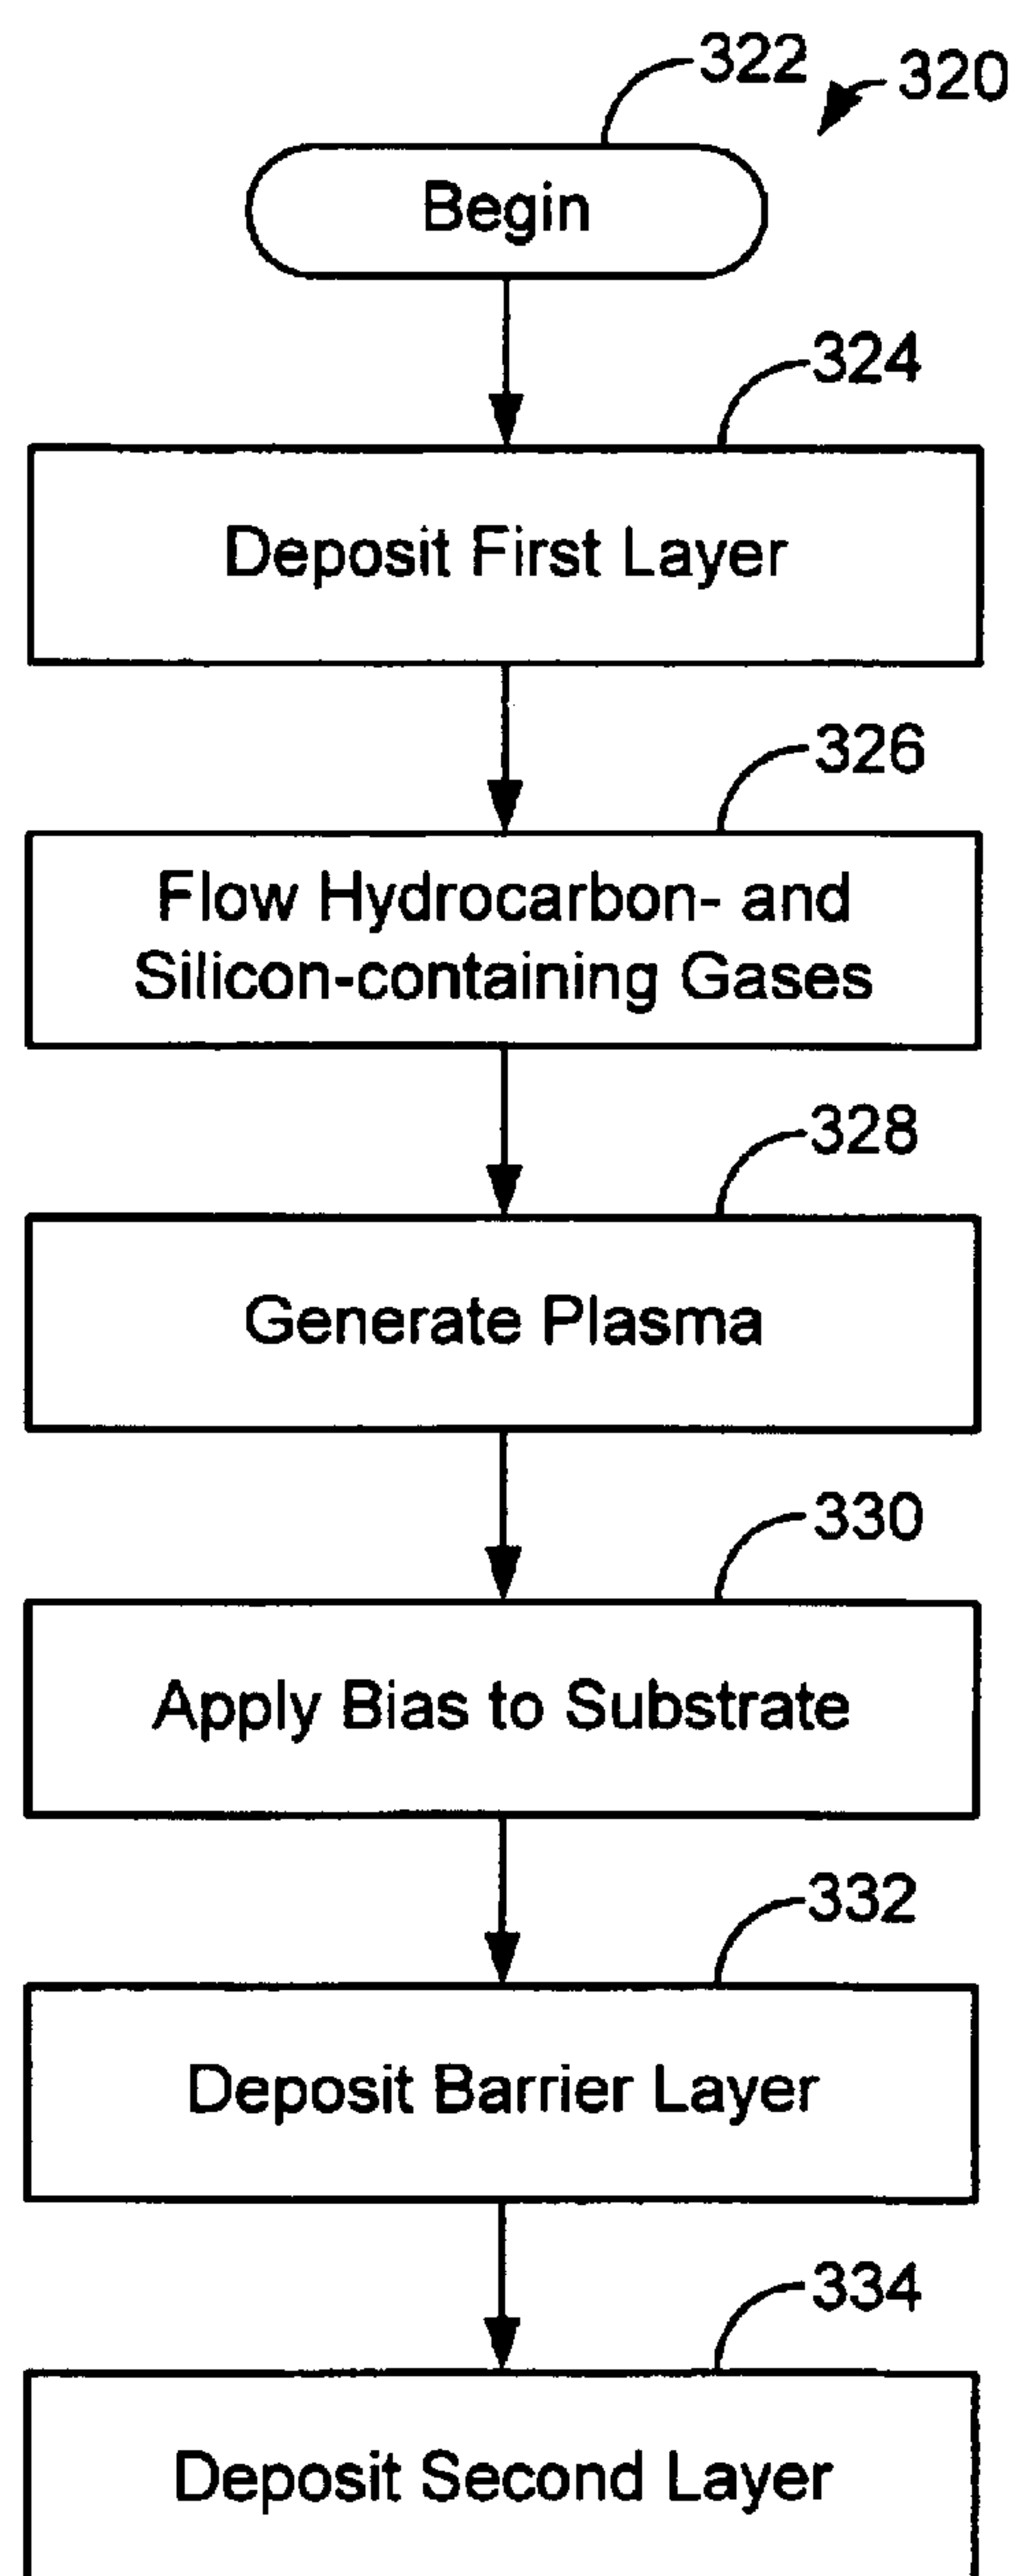 322
320
Begin
324
Deposit First Layer
326
Flow Hydrocarbon- and
Silicon-containing Gases
328
Generate Plasma
330
Apply Bias to Substrate
332
Deposit Barrier Layer
334
Deposit Second Layer